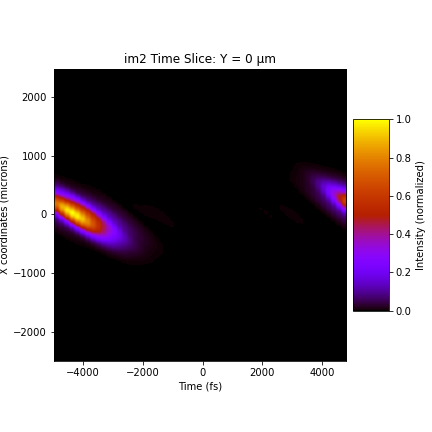 im2 Time Slice: Y = 0 μm
2000
1000
0
−1000
−2000
X coordinates (microns)
−4000 −2000 0 2000 4000
Time (fs)
1.0
0.8
0.6
0.4
0.2
0.0
Intensity (normalized)